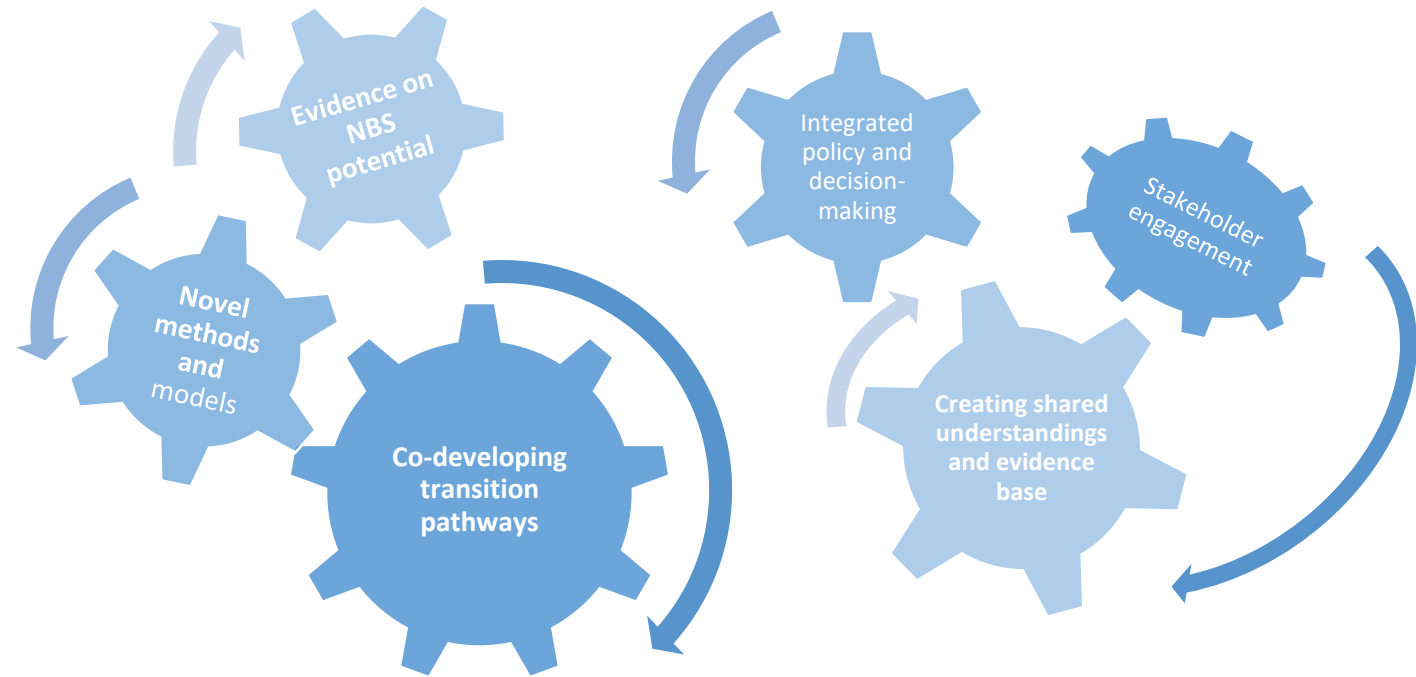 Evidence on
NBS
potential
Novel
methods
and
models
Co-developing
transition
pathways
Integrated
policy and
decision-
making
Stakeholder
engagement
Creating shared
understandings
and evidence
base